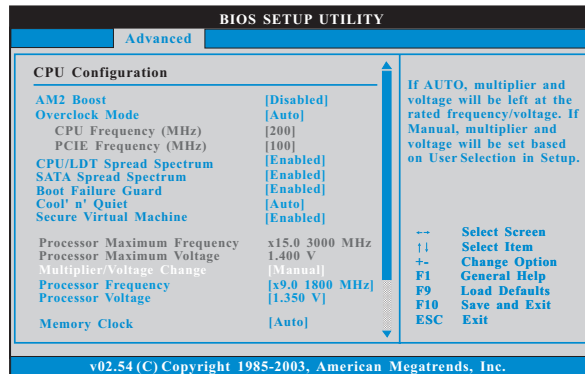 BIOS SETUP UTILITY
Advanced
CPU Configuration
AM2 Boost [Disabled]
Overclock Mode [Auto]
CPU Frequency (MHz) [200]
PCIE Frequency (MHz) [100]
CPU/LDT Spread Spectrum [Enabled]
SATA Spread Spectrum [Enabled]
Boot Failure Guard [Enabled]
Cool' n' Quiet [Auto]
Secure Virtual Machine [Enabled]
Processor Maximum Frequency x15.0 3000 MHz
Processor Maximum Voltage 1.400 V
Multiplier/Voltage Change [Manual]
Processor Frequency [x9.0 1800 MHz]
Processor Voltage [1.350 V]
Memory Clock [Auto]
If AUTO, multiplier and
voltage will be left at the
rated frequency/voltage. If
Manual, multiplier and
voltage will be set based
on User Selection in Setup.
←→ Select Screen
↑↓ Select Item
+- Change Option
F1 General Help
F9 Load Defaults
F10 Save and Exit
ESC Exit
v02.54 (C) Copyright 1985-2003, American Megatrends, Inc.